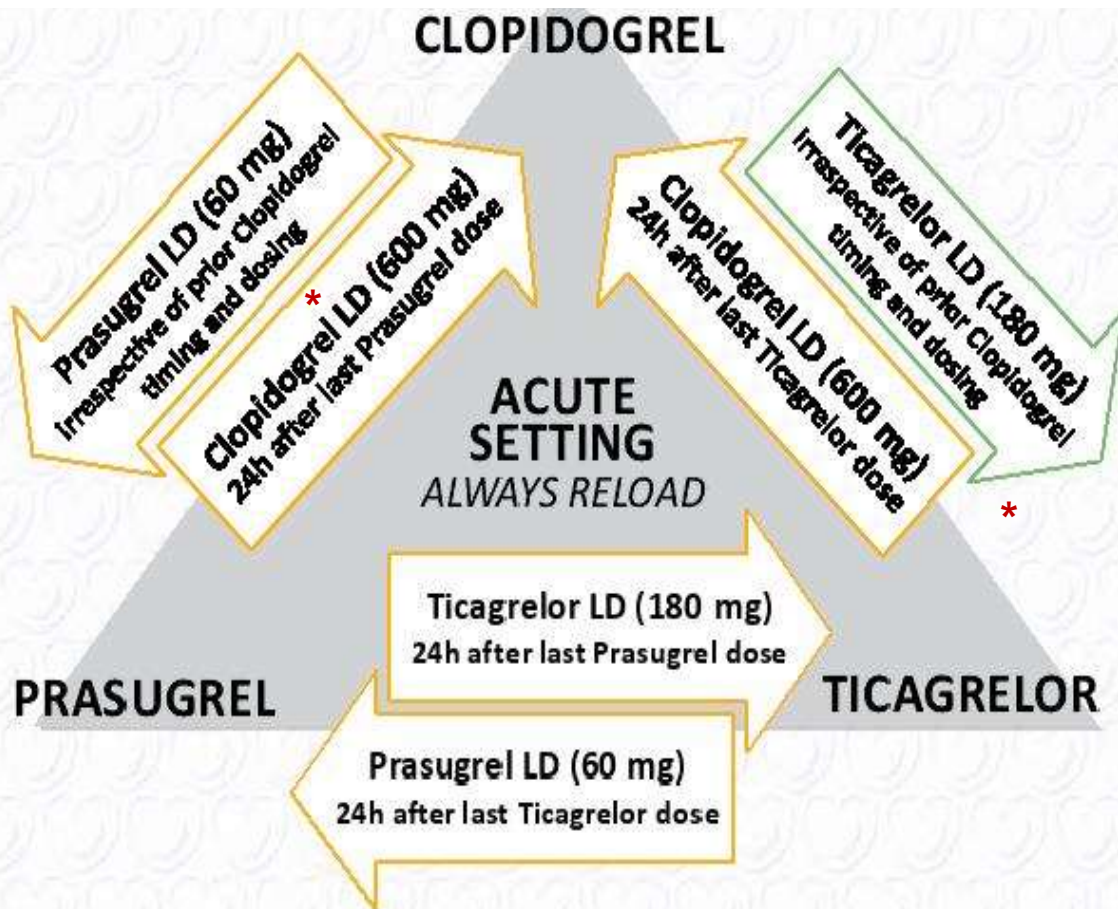 CLOPIDOGREL
Prasugrel LD (60 mg)
irrespective of prior Clopidogrel
timing and dosing
*
Clopidogrel LD (600 mg)
24h after last Prasugrel dose
Ticagrelor LD (180 mg)
irrespective of prior Clopidogrel
timing and dosing
Clopidogrel LD (600 mg)
24h after last Ticagrelor dose
*
ACUTE
SETTING
ALWAYS RELOAD
Ticagrelor LD (180 mg)
24h after last Prasugrel dose
PRASUGREL
TICAGRELOR
Prasugrel LD (60 mg)
24h after last Ticagrelor dose